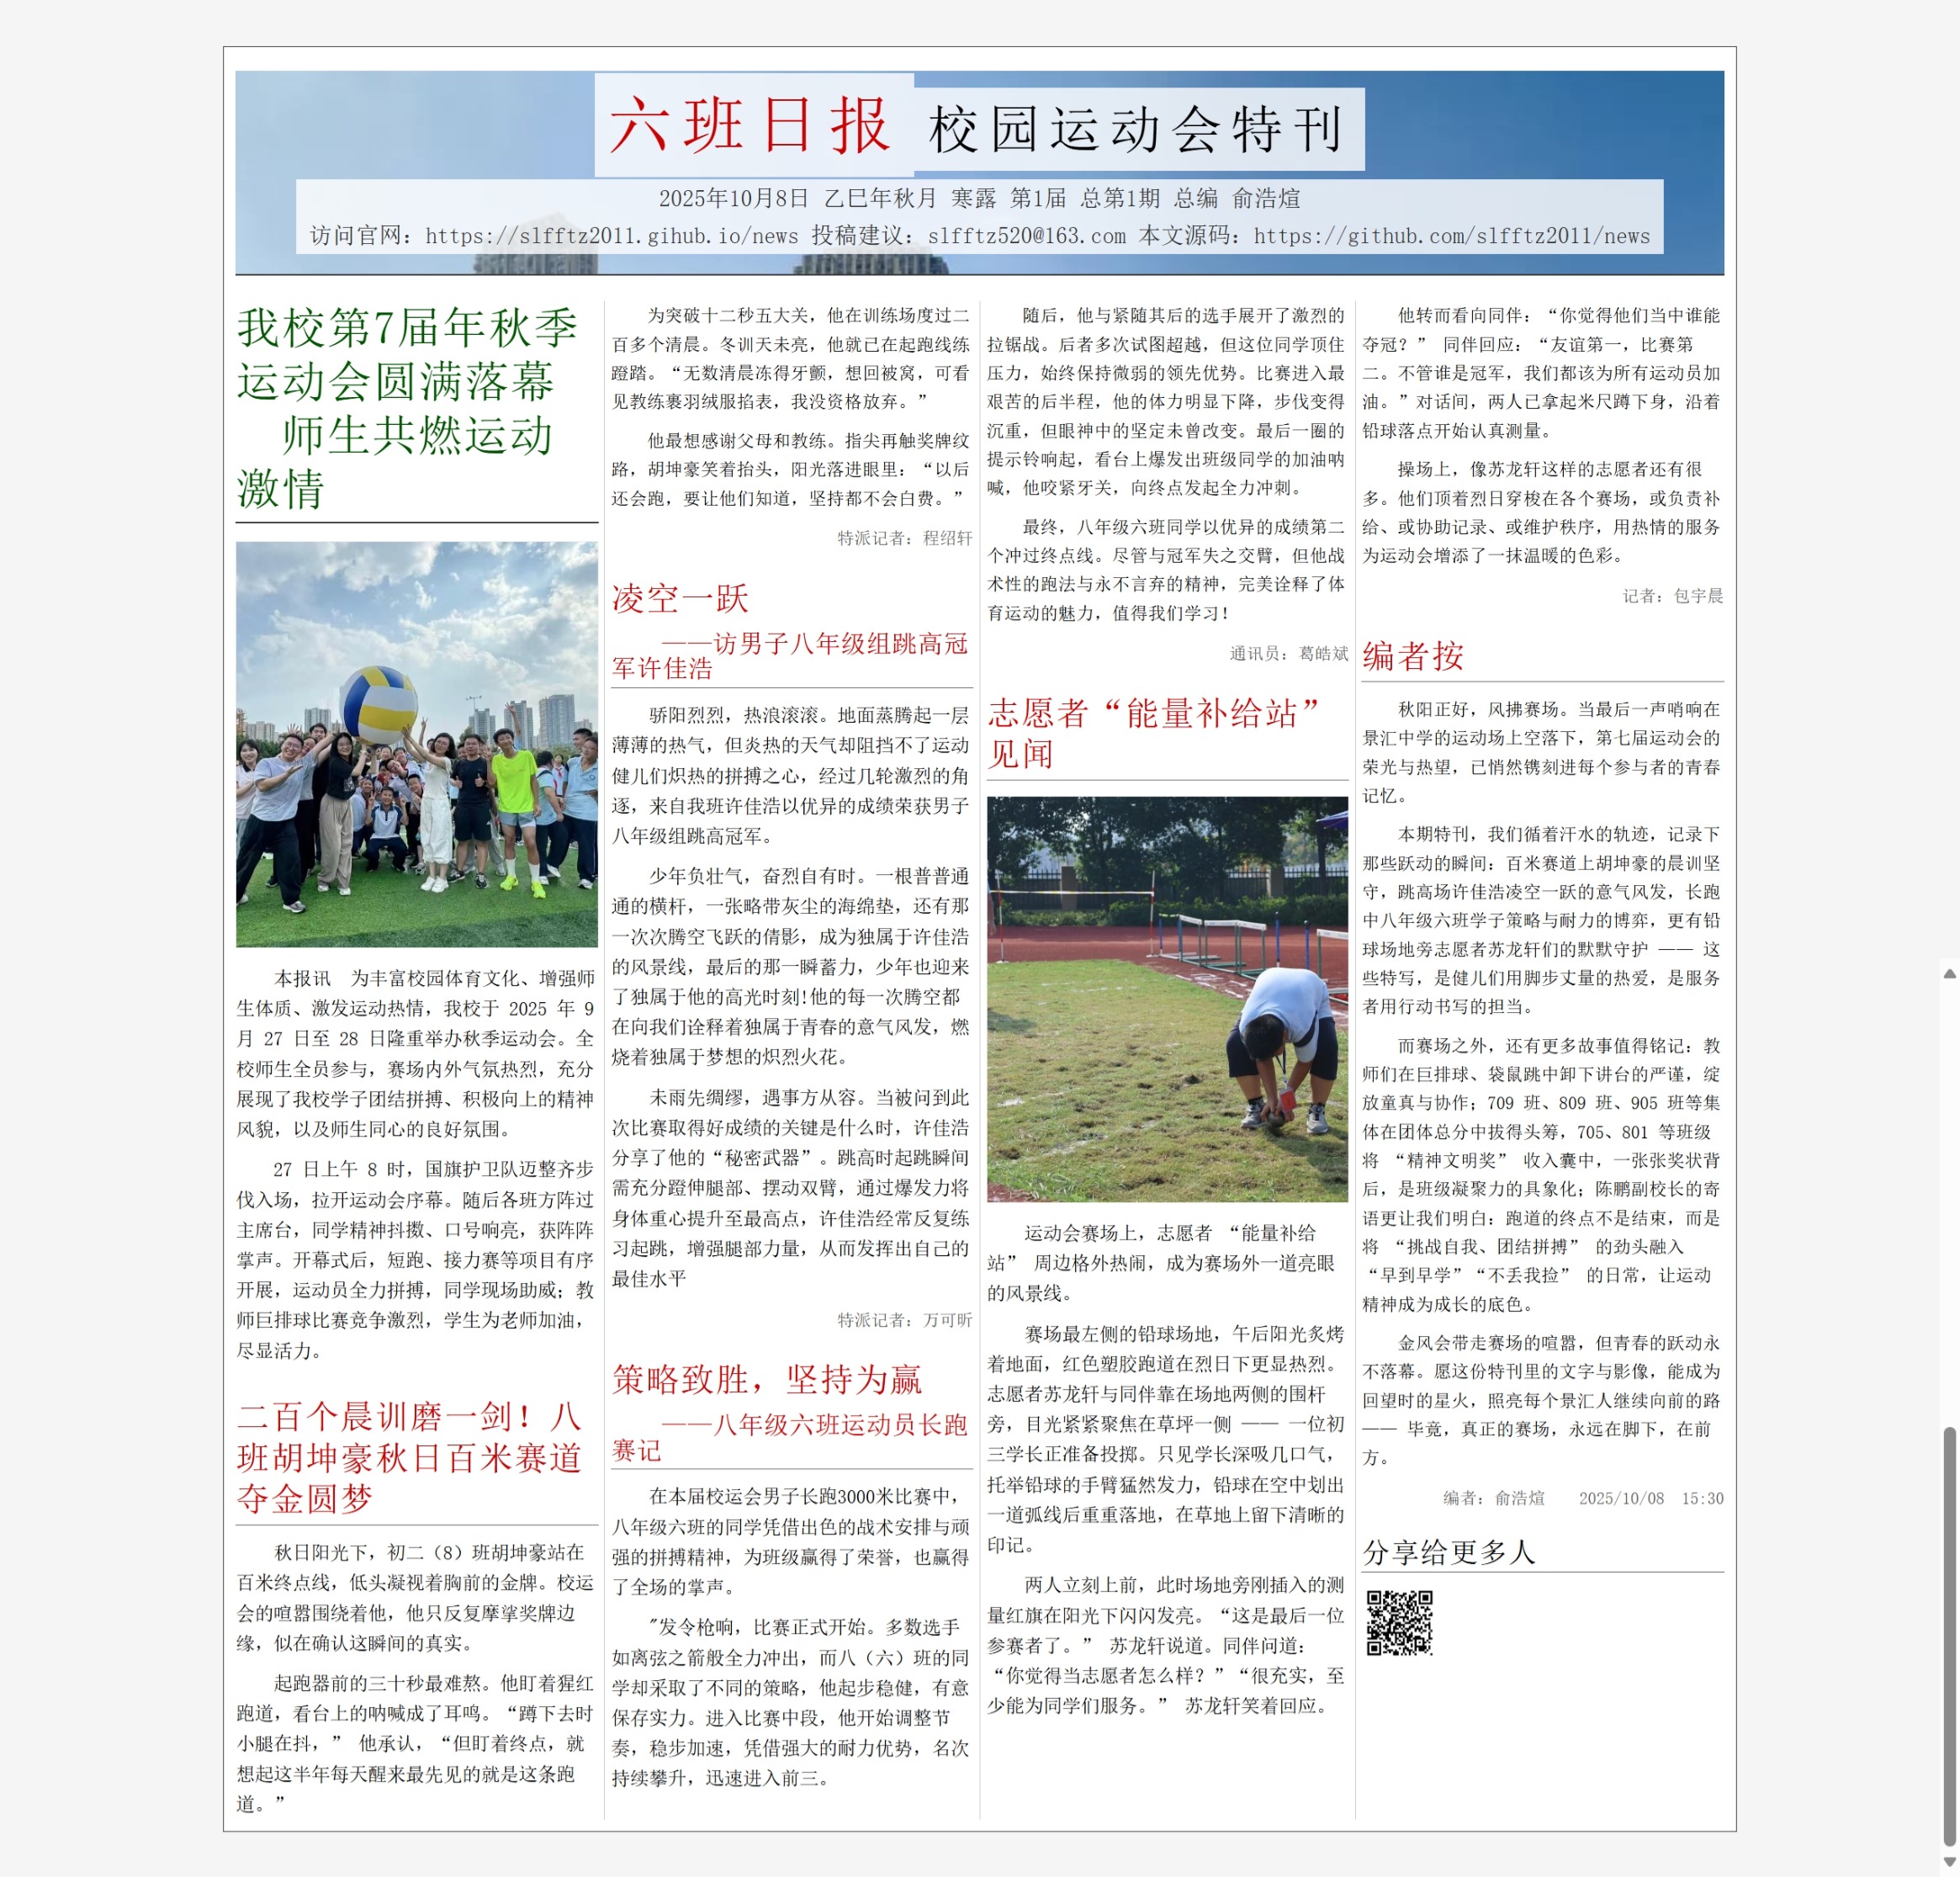 六班日报 校园运动会特刊
2025年10月8日 乙巳年秋月 寒露 第1届 总第1期 总编 俞浩煊
访问官网：https://slfftz2011.gihub.io/news 投稿建议：slfftz520@163.com 本文源码：https://github.com/slfftz2011/news
我校第7届年秋季
运动会圆满落幕
师生共燃运动
激情
本报讯 为丰富校园体育文化、增强师
生体质、激发运动热情，我校于 2025 年 9
月 27 日至 28 日隆重举办秋季运动会。全
校师生全员参与，赛场内外气氛热烈，充分
展现了我校学子团结拼搏、积极向上的精神
风貌，以及师生同心的良好氛围。
27 日上午 8 时，国旗护卫队迈整齐步
伐入场，拉开运动会序幕。随后各班方阵过
主席台，同学精神抖擞、口号响亮，获阵阵
掌声。开幕式后，短跑、接力赛等项目有序
开展，运动员全力拼搏，同学现场助威；教
师巨排球比赛竞争激烈，学生为老师加油，
尽显活力。
二百个晨训磨一剑！八
班胡坤豪秋日百米赛道
夺金圆梦
秋日阳光下，初二（8）班胡坤豪站在
百米终点线，低头凝视着胸前的金牌。校运
会的喧嚣围绕着他，他只反复摩挲奖牌边
缘，似在确认这瞬间的真实。
起跑器前的三十秒最难熬。他盯着猩红
跑道，看台上的呐喊成了耳鸣。“蹲下去时
小腿在抖，” 他承认，“但盯着终点，就
想起这半年每天醒来最先见的就是这条跑
道。”
为突破十二秒五大关，他在训练场度过二
百多个清晨。冬训天未亮，他就已在起跑线练
蹬踏。“无数清晨冻得牙颤，想回被窝，可看
见教练裹羽绒服掐表，我没资格放弃。”
他最想感谢父母和教练。指尖再触奖牌纹
路，胡坤豪笑着抬头，阳光落进眼里：“以后
还会跑，要让他们知道，坚持都不会白费。”
特派记者：程绍轩
凌空一跃
——访男子八年级组跳高冠
军许佳浩
骄阳烈烈，热浪滚滚。地面蒸腾起一层
薄薄的热气，但炎热的天气却阻挡不了运动
健儿们炽热的拼搏之心，经过几轮激烈的角
逐，来自我班许佳浩以优异的成绩荣获男子
八年级组跳高冠军。
少年负壮气，奋烈自有时。一根普普通
通的横杆，一张略带灰尘的海绵垫，还有那
一次次腾空飞跃的倩影，成为独属于许佳浩
的风景线，最后的那一瞬蓄力，少年也迎来
了独属于他的高光时刻!他的每一次腾空都
在向我们诠释着独属于青春的意气风发，燃
烧着独属于梦想的炽烈火花。
未雨先绸缪，遇事方从容。当被问到此
次比赛取得好成绩的关键是什么时，许佳浩
分享了他的“秘密武器”。跳高时起跳瞬间
需充分蹬伸腿部、摆动双臂，通过爆发力将
身体重心提升至最高点，许佳浩经常反复练
习起跳，增强腿部力量，从而发挥出自己的
最佳水平
特派记者：万可昕
策略致胜，坚持为赢
——八年级六班运动员长跑
赛记
在本届校运会男子长跑3000米比赛中，
八年级六班的同学凭借出色的战术安排与顽
强的拼搏精神，为班级赢得了荣誉，也赢得
了全场的掌声。
"发令枪响，比赛正式开始。多数选手
如离弦之箭般全力冲出，而八（六）班的同
学却采取了不同的策略，他起步稳健，有意
保存实力。进入比赛中段，他开始调整节
奏，稳步加速，凭借强大的耐力优势，名次
持续攀升，迅速进入前三。
随后，他与紧随其后的选手展开了激烈的
拉锯战。后者多次试图超越，但这位同学顶住
压力，始终保持微弱的领先优势。比赛进入最
艰苦的后半程，他的体力明显下降，步伐变得
沉重，但眼神中的坚定未曾改变。最后一圈的
提示铃响起，看台上爆发出班级同学的加油呐
喊，他咬紧牙关，向终点发起全力冲刺。
最终，八年级六班同学以优异的成绩第二
个冲过终点线。尽管与冠军失之交臂，但他战
术性的跑法与永不言弃的精神，完美诠释了体
育运动的魅力，值得我们学习！
通讯员：葛皓斌
志愿者“能量补给站”
见闻
运动会赛场上，志愿者 “能量补给
站” 周边格外热闹，成为赛场外一道亮眼
的风景线。
赛场最左侧的铅球场地，午后阳光炙烤
着地面，红色塑胶跑道在烈日下更显热烈。
志愿者苏龙轩与同伴靠在场地两侧的围杆
旁，目光紧紧聚焦在草坪一侧 —— 一位初
三学长正准备投掷。只见学长深吸几口气，
托举铅球的手臂猛然发力，铅球在空中划出
一道弧线后重重落地，在草地上留下清晰的
印记。
两人立刻上前，此时场地旁刚插入的测
量红旗在阳光下闪闪发亮。“这是最后一位
参赛者了。” 苏龙轩说道。同伴问道：
“你觉得当志愿者怎么样？”“很充实，至
少能为同学们服务。” 苏龙轩笑着回应。
他转而看向同伴：“你觉得他们当中谁能
夺冠？” 同伴回应：“友谊第一，比赛第
二。不管谁是冠军，我们都该为所有运动员加
油。”对话间，两人已拿起米尺蹲下身，沿着
铅球落点开始认真测量。
操场上，像苏龙轩这样的志愿者还有很
多。他们顶着烈日穿梭在各个赛场，或负责补
给、或协助记录、或维护秩序，用热情的服务
为运动会增添了一抹温暖的色彩。
记者：包宇晨
编者按
秋阳正好，风拂赛场。当最后一声哨响在
景汇中学的运动场上空落下，第七届运动会的
荣光与热望，已悄然镌刻进每个参与者的青春
记忆。
本期特刊，我们循着汗水的轨迹，记录下
那些跃动的瞬间：百米赛道上胡坤豪的晨训坚
守，跳高场许佳浩凌空一跃的意气风发，长跑
中八年级六班学子策略与耐力的博弈，更有铅
球场地旁志愿者苏龙轩们的默默守护 —— 这
些特写，是健儿们用脚步丈量的热爱，是服务
者用行动书写的担当。
而赛场之外，还有更多故事值得铭记：教
师们在巨排球、袋鼠跳中卸下讲台的严谨，绽
放童真与协作；709 班、809 班、905 班等集
体在团体总分中拔得头筹，705、801 等班级
将 “精神文明奖” 收入囊中，一张张奖状背
后，是班级凝聚力的具象化；陈鹏副校长的寄
语更让我们明白：跑道的终点不是结束，而是
将 “挑战自我、团结拼搏” 的劲头融入
“早到早学”“不丢我捡” 的日常，让运动
精神成为成长的底色。
金风会带走赛场的喧嚣，但青春的跃动永
不落幕。愿这份特刊里的文字与影像，能成为
回望时的星火，照亮每个景汇人继续向前的路
—— 毕竟，真正的赛场，永远在脚下，在前
方。
编者：俞浩煊 2025/10/08 15:30
分享给更多人